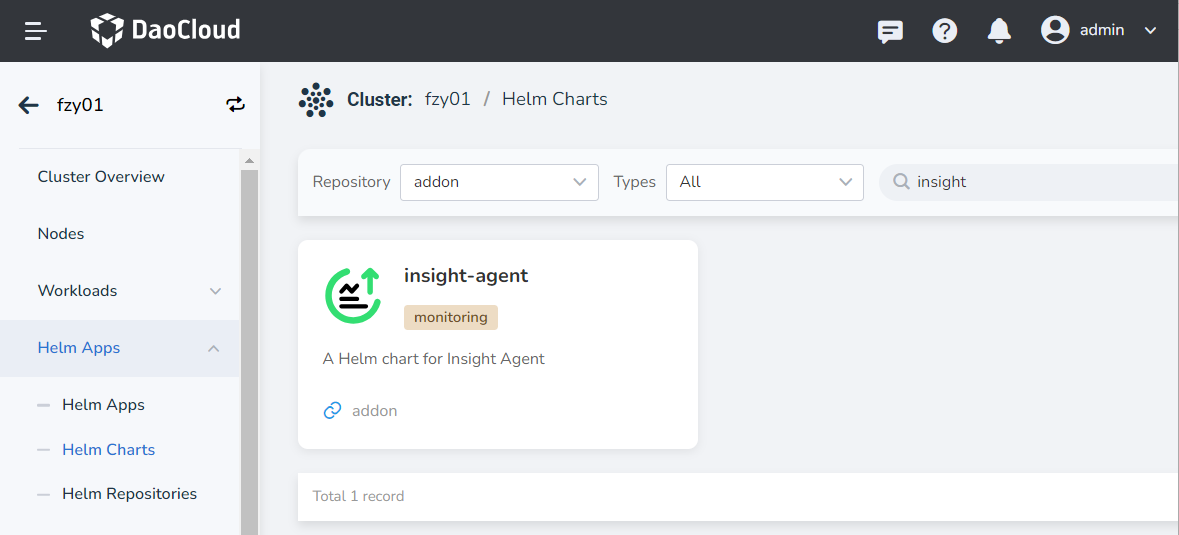 DaoCloud
admin
fzy01
Cluster Overview
Nodes
Workloads
Helm Apps
Helm Apps
Helm Charts
Helm Repositories
Cluster: fzy01 / Helm Charts
Repository addon Types All insight
insight-agent
monitoring
A Helm chart for Insight Agent
addon
Total 1 record